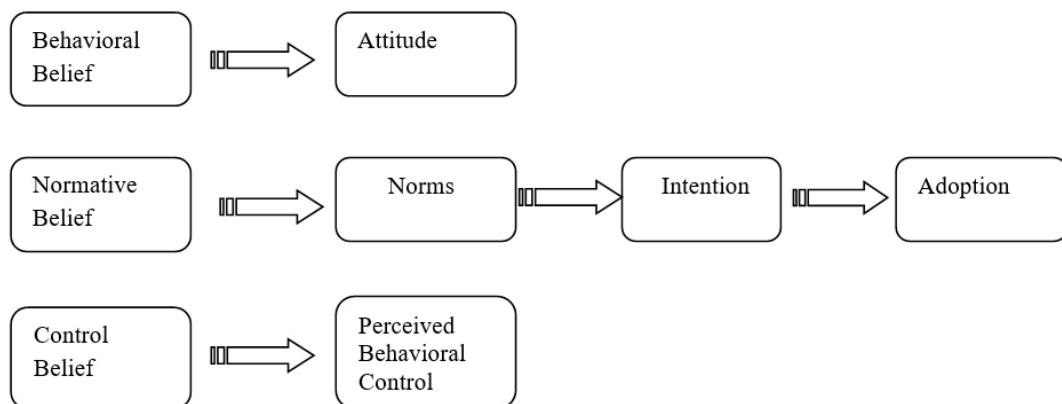 Behavioral
Belief
Attitude
Normative
Belief
Norms
Intention
Adoption
Control
Belief
Perceived
Behavioral
Control